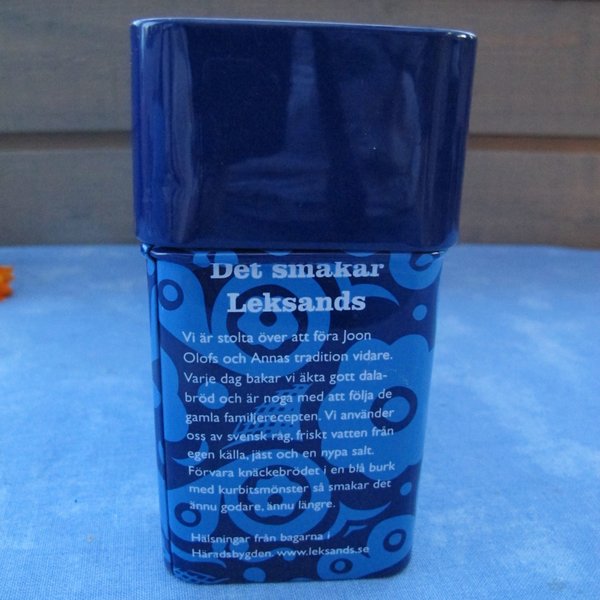 Det smakar
Leksands
Vi är stolta över att föra Joon
Olofs och Annas tradition vidare.
Varje dag bakar vi äkta gott dala-
bröd och är noga med att följa de
gamla familjerecepten. Vi använder
oss av svensk råg, friskt vatten från
egen källa, jäst och en nypa salt.
Förvara knäckebrödet i en blå burk
med kurbitsmönster så smakar det
ännu godare, ännu längre.
Hälsningar från bagarna i
Häradsbygden. www.leksands.se